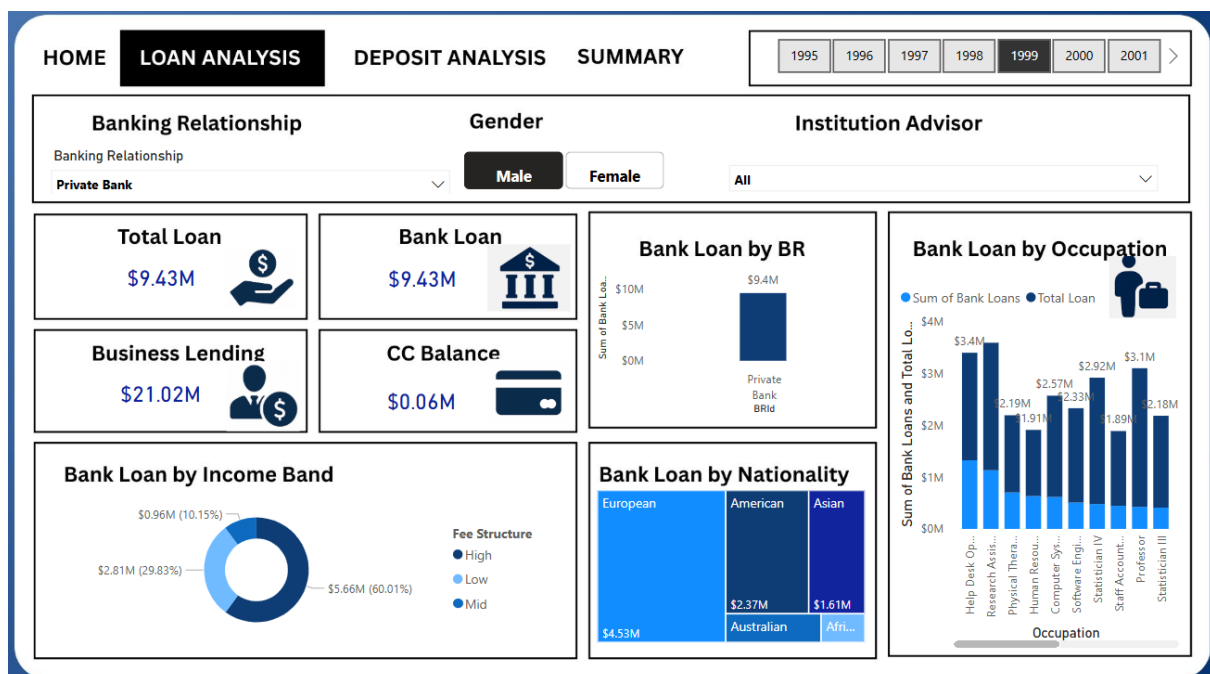 HOME
LOAN ANALYSIS
DEPOSIT ANALYSIS
SUMMARY
1995
1996
1997
1998
1999
2000
2001
Banking Relationship
Gender
Institution Advisor
Banking Relationship
Private Bank
Male
Female
All
Total Loan
$9.43M
Bank Loan
$9.43M
Business Lending
$21.02M
CC Balance
$0.06M
Bank Loan by BR
Sum of Bank Loa...
$10M
$5M
$0M
$9.4M
Private
Bank
BRId
Bank Loan by Occupation
Sum of Bank Loans
Total Loan
Sum of Bank Loans and Total Lo...
$4M
$3M
$2M
$1M
$0M
$3.4M
$2.19M
$1.91M
$2.57M
$2.33M
$2.92M
$1.89M
$3.1M
$2.18M
Help Desk Op...
Research Assis...
Physical Thera...
Human Resou...
Computer Sys...
Software Engi...
Statistician IV
Staff Account...
Professor
Statistician III
Occupation
Bank Loan by Income Band
$0.96M (10.15%)
$2.81M (29.83%)
$5.66M (60.01%)
Fee Structure
High
Low
Mid
Bank Loan by Nationality
European
$4.53M
American
$2.37M
Asian
$1.61M
Australian
Afri...